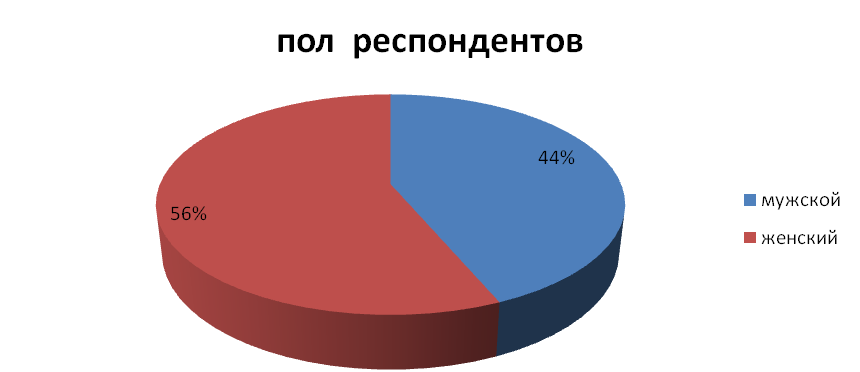 пол респондентов
44%
56%
мужской
женский